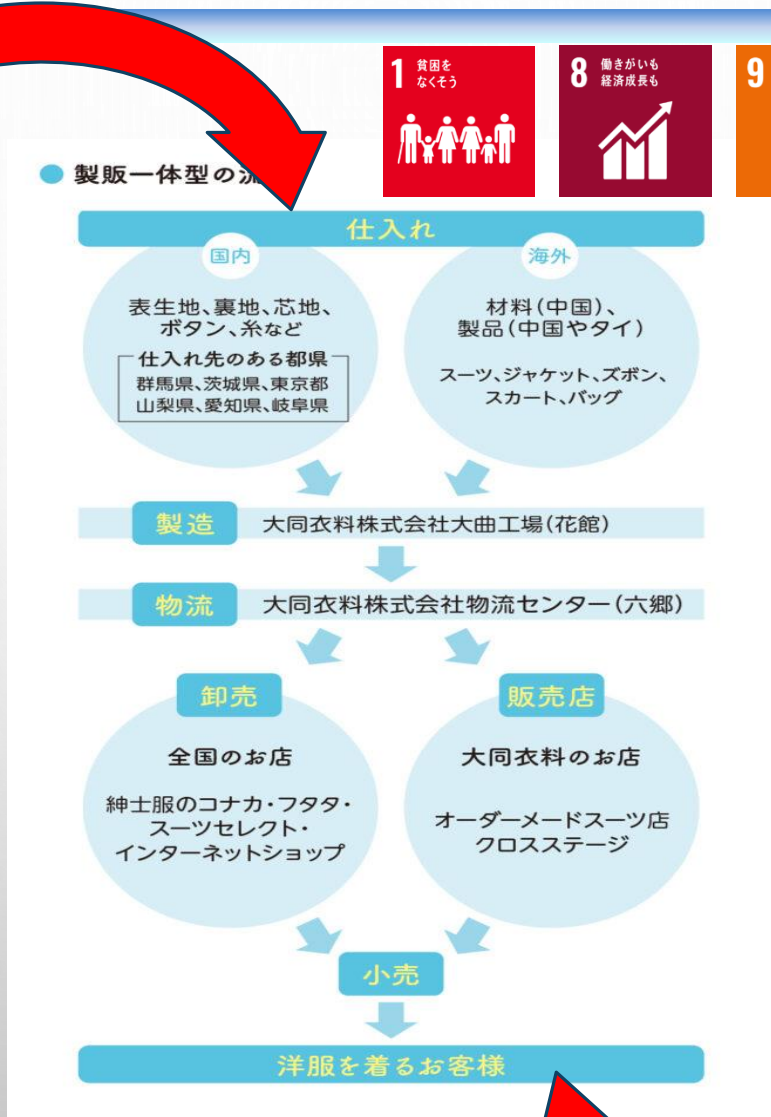 1 貧困を
なくそう
8 働きがいも
経済成長も
9
● 製販一体型の流
仕入れ
国内
海外
表生地、裏地、芯地、
ボタン、糸など
仕入れ先のある都県
群馬県、茨城県、東京都
山梨県、愛知県、岐阜県
材料(中国)、
製品(中国やタイ)
スーツ、ジャケット、ズボン、
スカート、バッグ
製造 大同衣料株式会社大曲工場(花館)
物流 大同衣料株式会社物流センター(六郷)
卸売
全国のお店
紳士服のコナカ・フタタ・
スーツセレクト・
インターネットショップ
販売店
大同衣料のお店
オーダーメードスーツ店
クロスステージ
小売
洋服を着るお客様